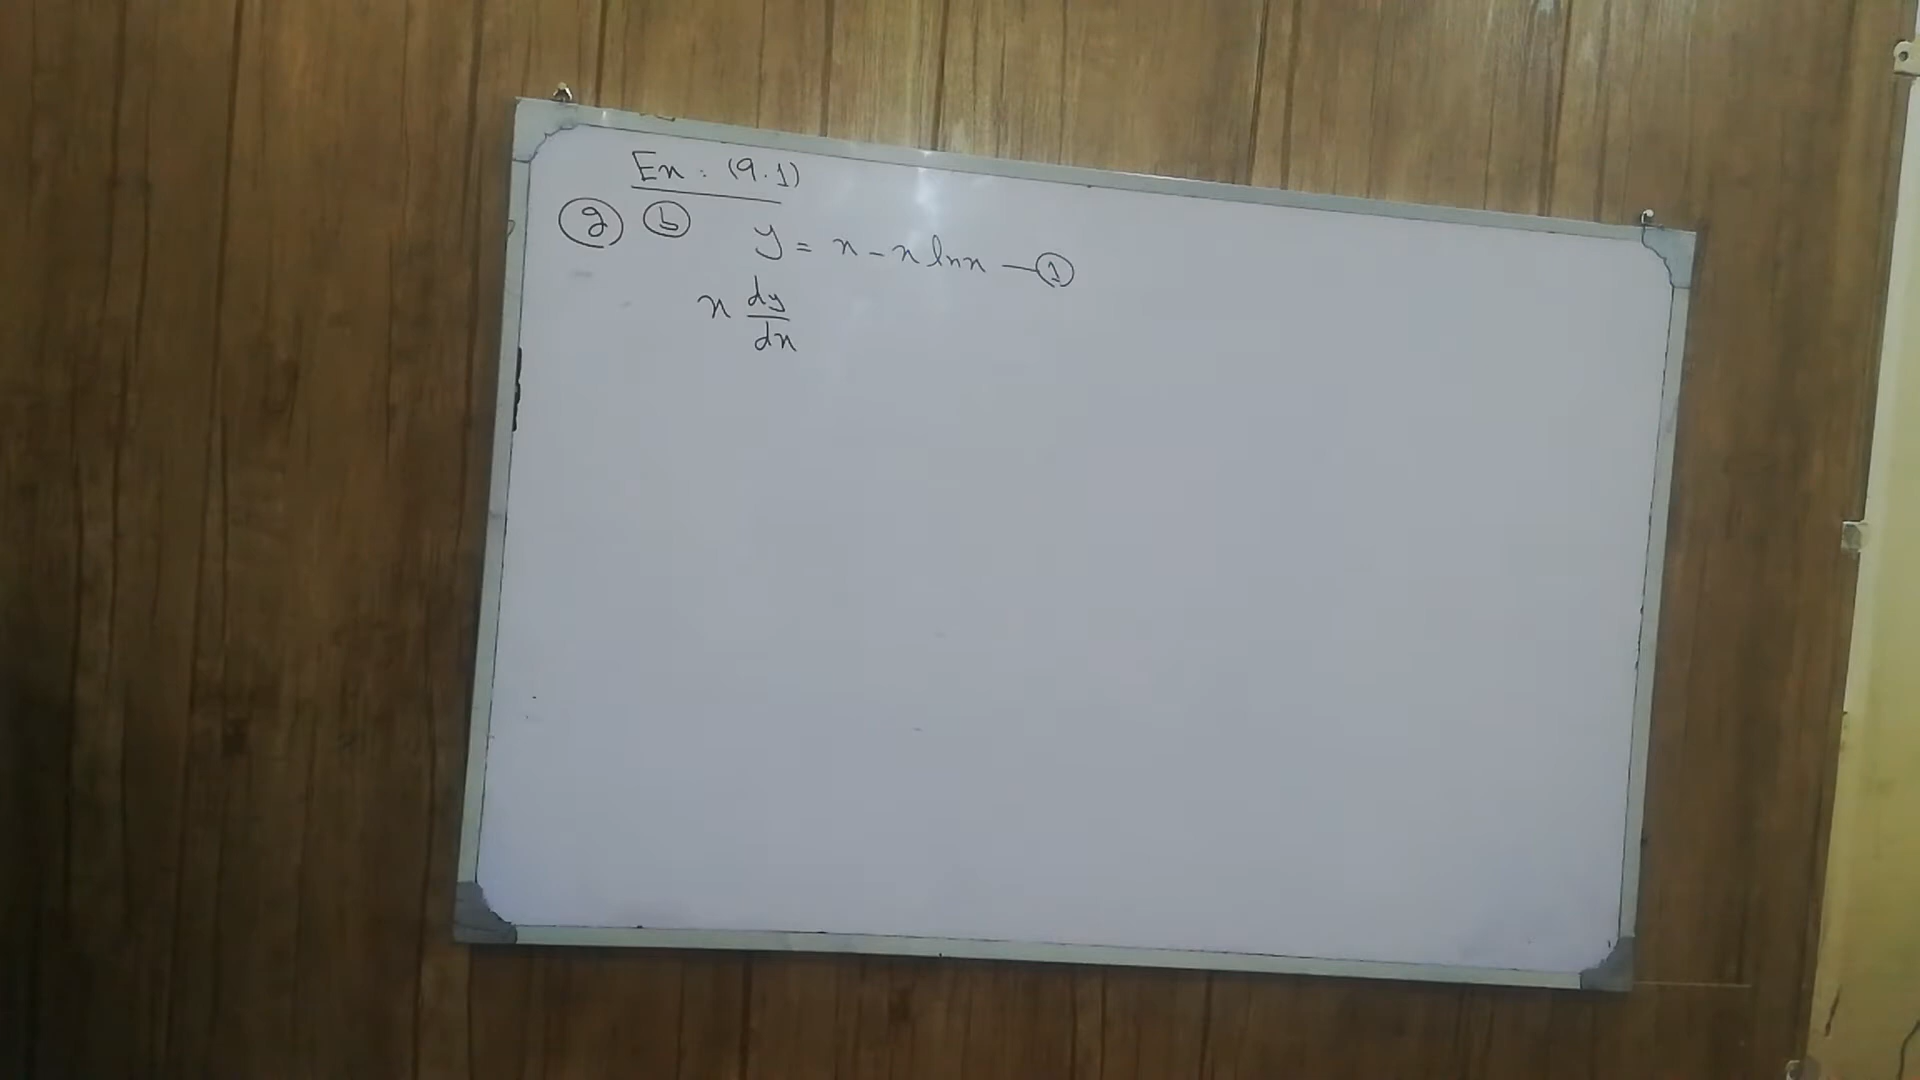 Ex : (9.1)
② ⓑ y = x - x lnx —①
x dy/dx